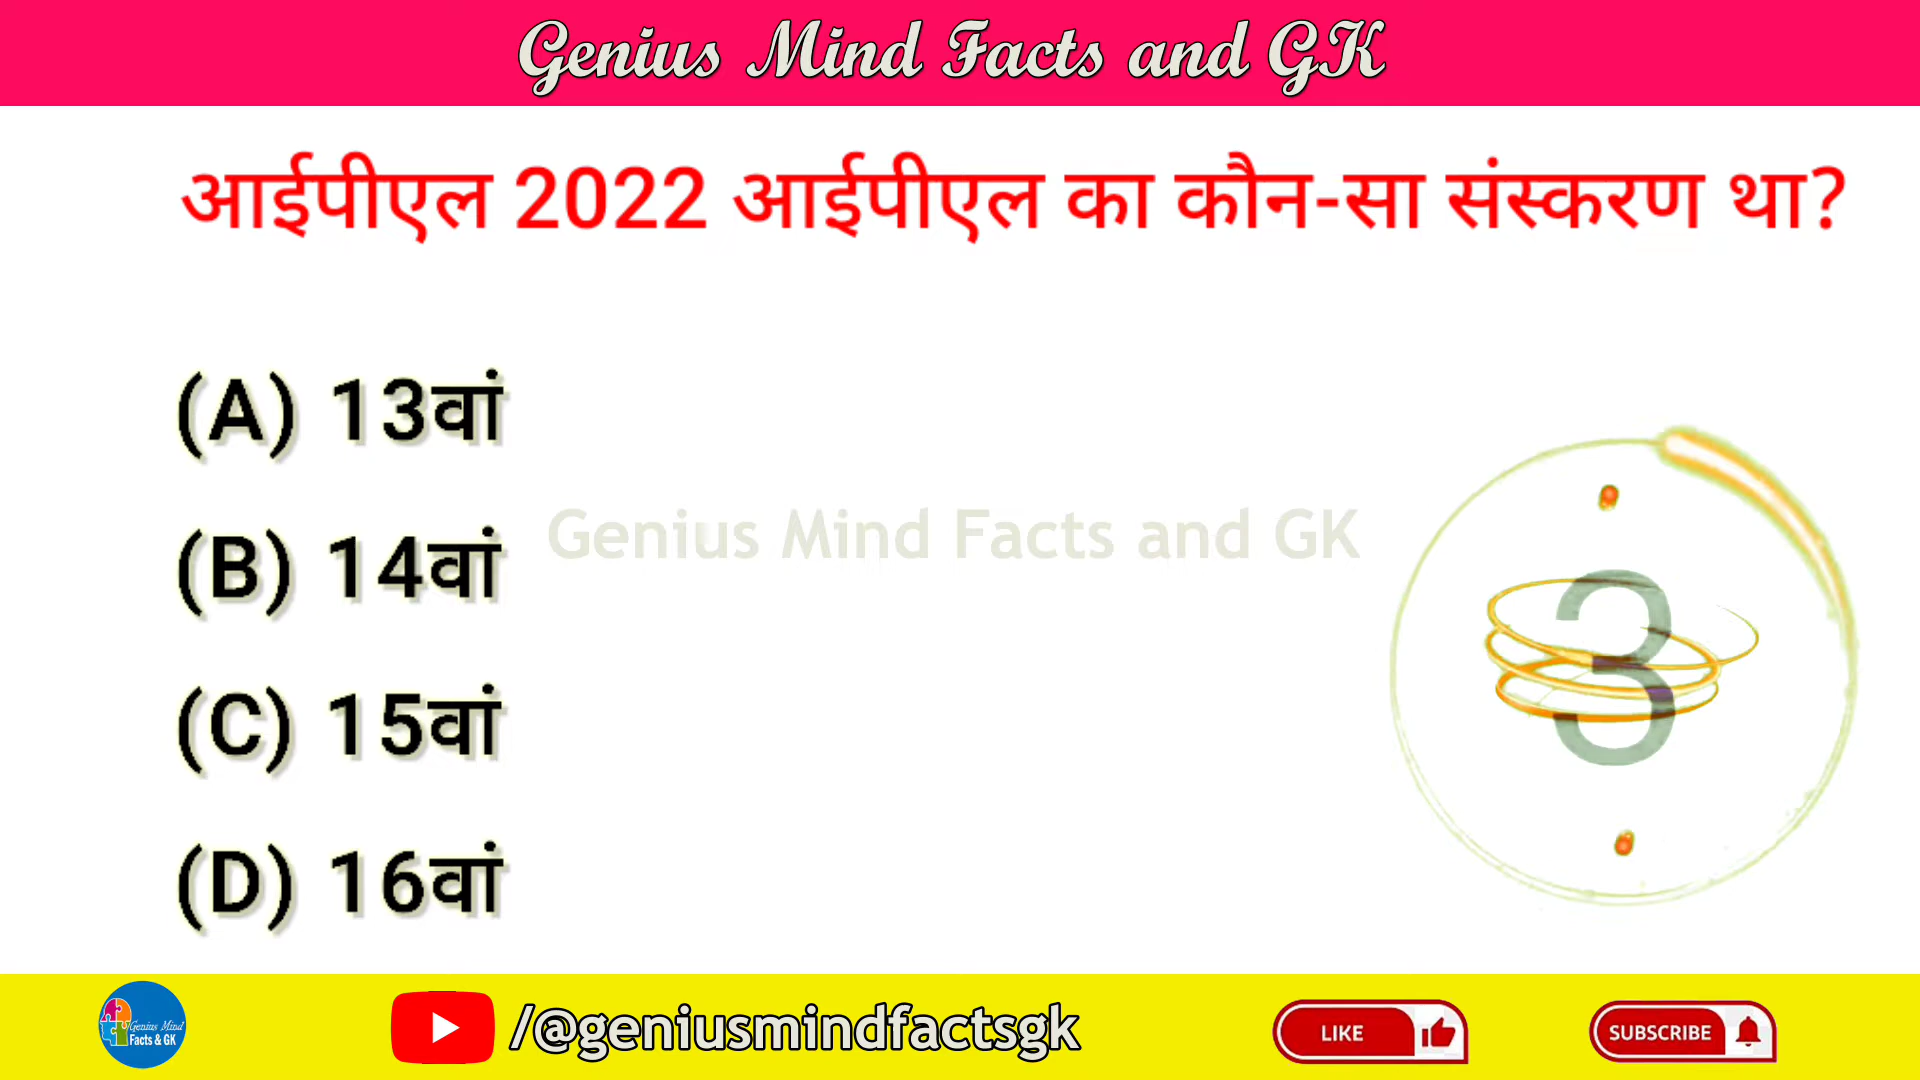 Genius Mind Facts and GK
आईपीएल 2022 आईपीएल का कौन-सा संस्करण था?
(A) 13वां
(B) 14वां
Genius Mind Facts and GK
3
(C) 15वां
(D) 16वां
Genius Mind
Facts & GK
/@geniusmindfactsgk
LIKE
SUBSCRIBE